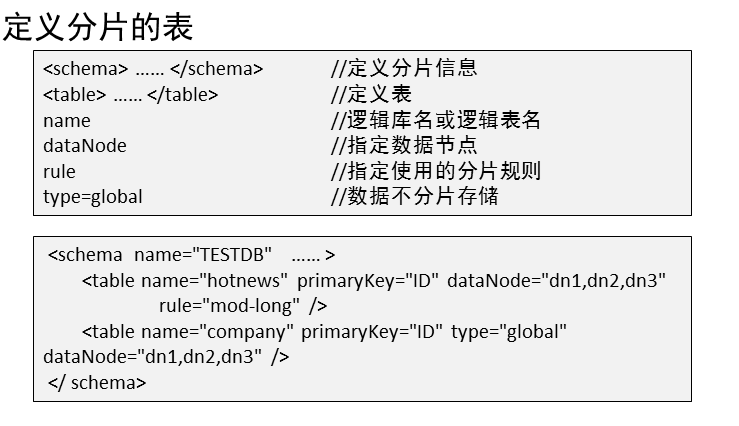 定义分片的表
<schema> …… </schema> //定义分片信息
<table> …… </table> //定义表
name //逻辑库名或逻辑表名
dataNode //指定数据节点
rule //指定使用的分片规则
type=global //数据不分片存储
<schema name="TESTDB" …… >
<table name="hotnews" primaryKey="ID" dataNode="dn1,dn2,dn3"
rule="mod-long" />
<table name="company" primaryKey="ID" type="global"
dataNode="dn1,dn2,dn3" />
</ schema>